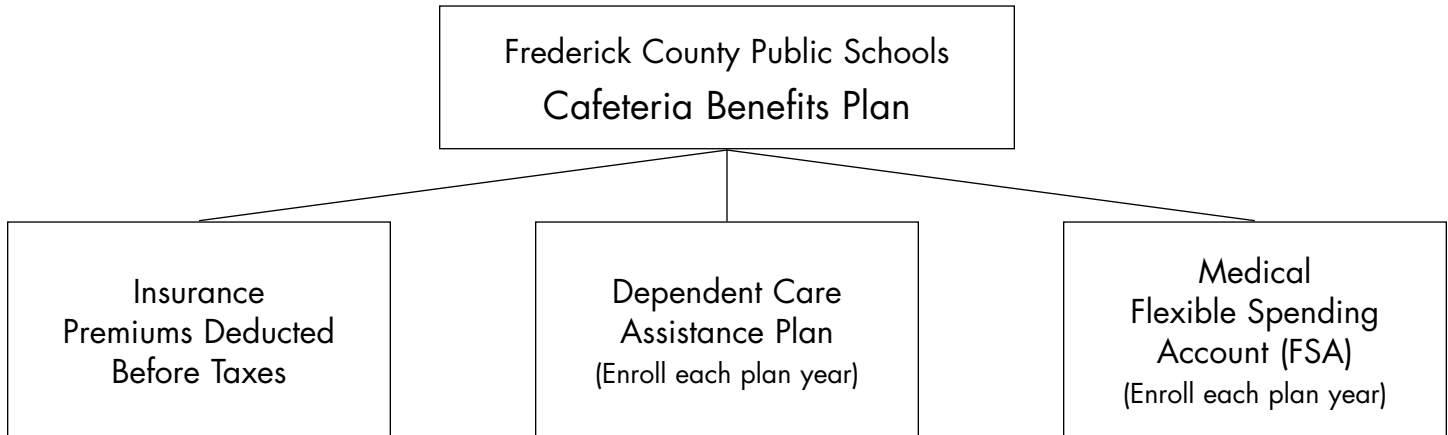 Frederick County Public Schools
Cafeteria Benefits Plan
Insurance
Premiums Deducted
Before Taxes
Dependent Care
Assistance Plan
(Enroll each plan year)
Medical
Flexible Spending
Account (FSA)
(Enroll each plan year)